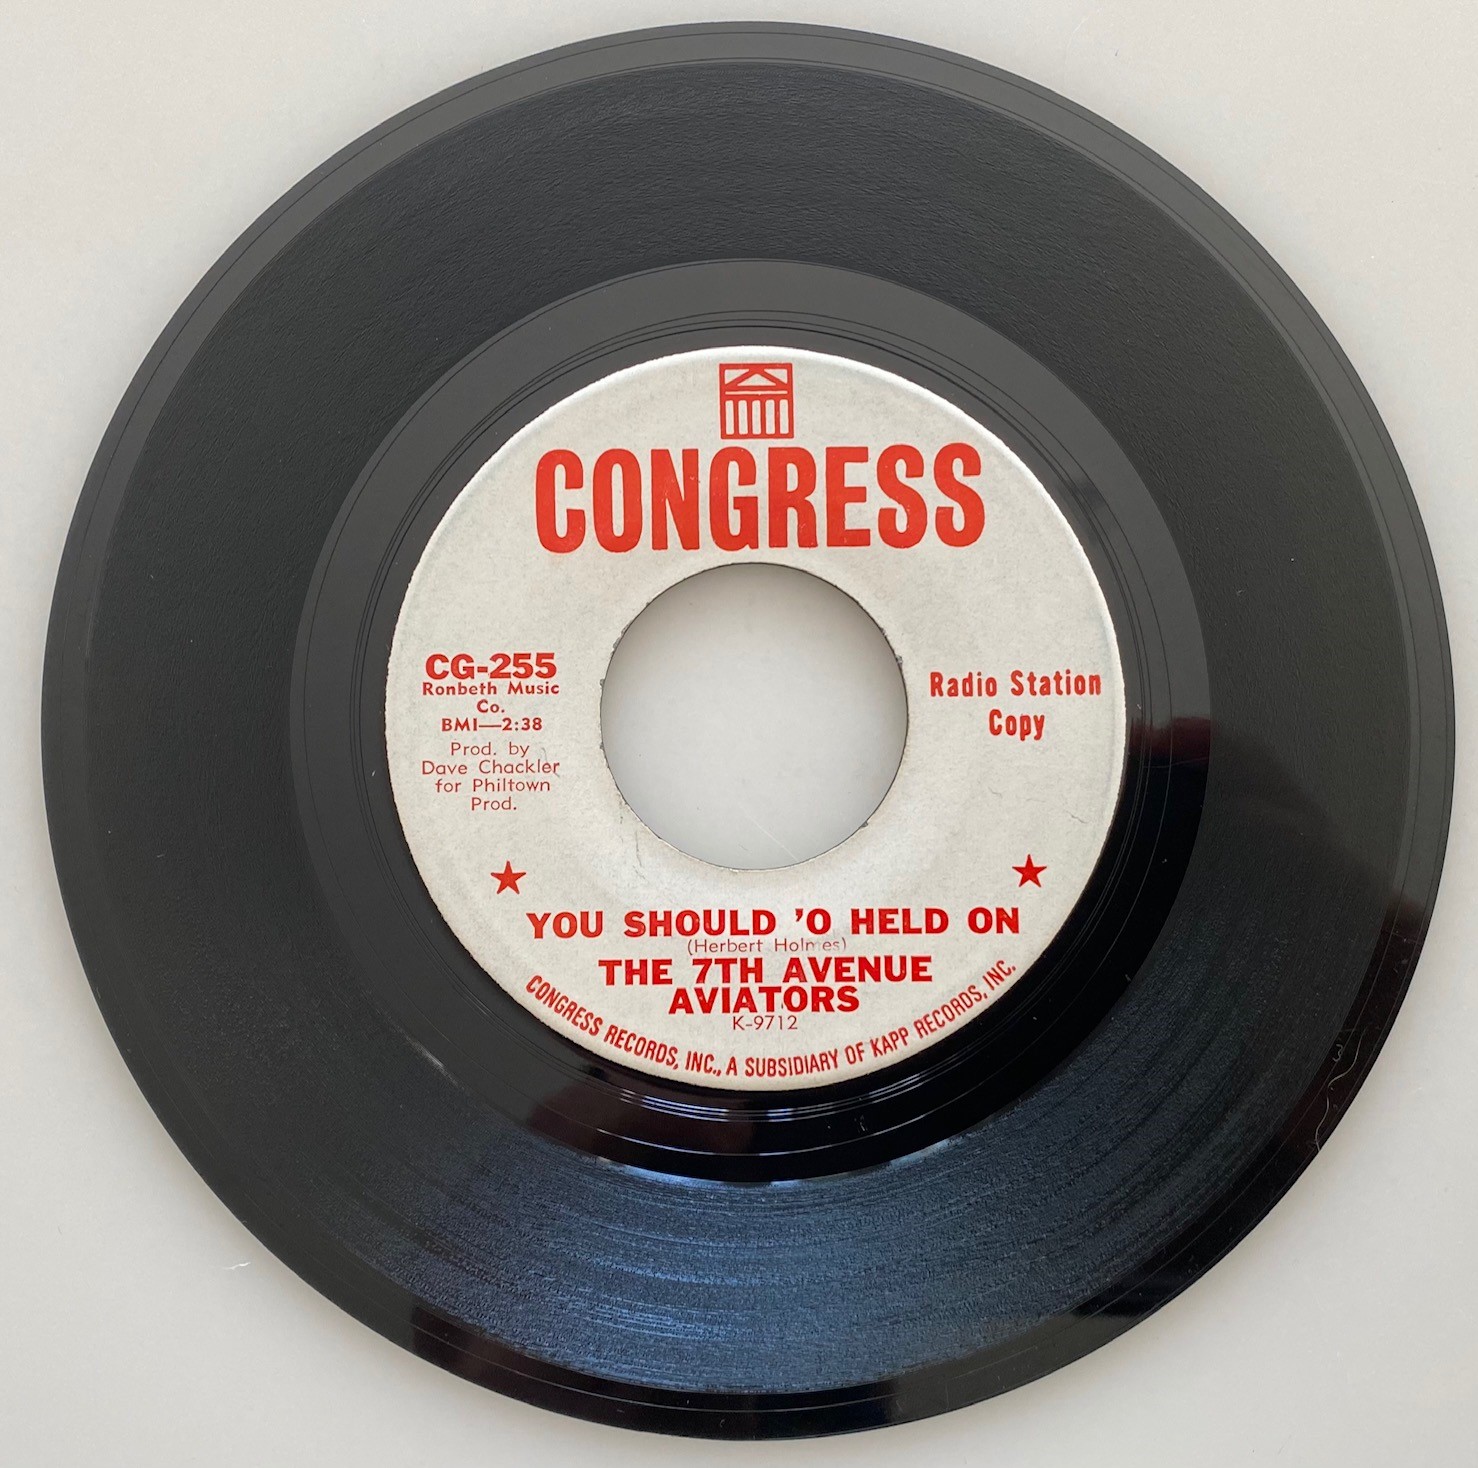 CONGRESS
CG-255
Ronbeth Music
Co.
BMI—2:38
Prod. by
Dave Chackler
for Philtown
Prod.
Radio Station
Copy
YOU SHOULD 'O HELD ON
(Herbert Holmes)
THE 7TH AVENUE
AVIATORS
K-9712
CONGRESS RECORDS, INC., A SUBSIDIARY OF KAPP RECORDS, INC.